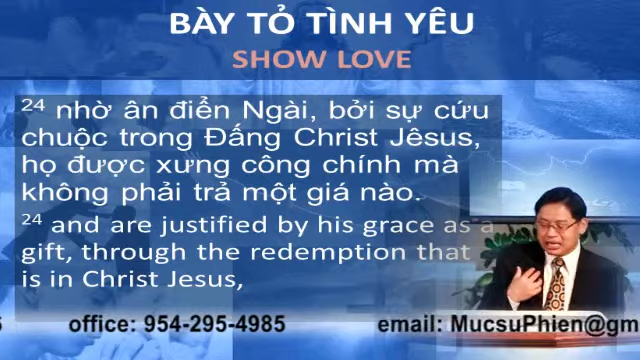 BÀY TỎ TÌNH YÊU
SHOW LOVE
24 nhờ ân điển Ngài, bởi sự cứu
chuộc trong Đấng Christ Jêsus,
họ được xưng công chính mà
không phải trả một giá nào.
24 and are justified by his grace as a
gift, through the redemption that
is in Christ Jesus,
office: 954-295-4985 email: MucsuPhien@gm